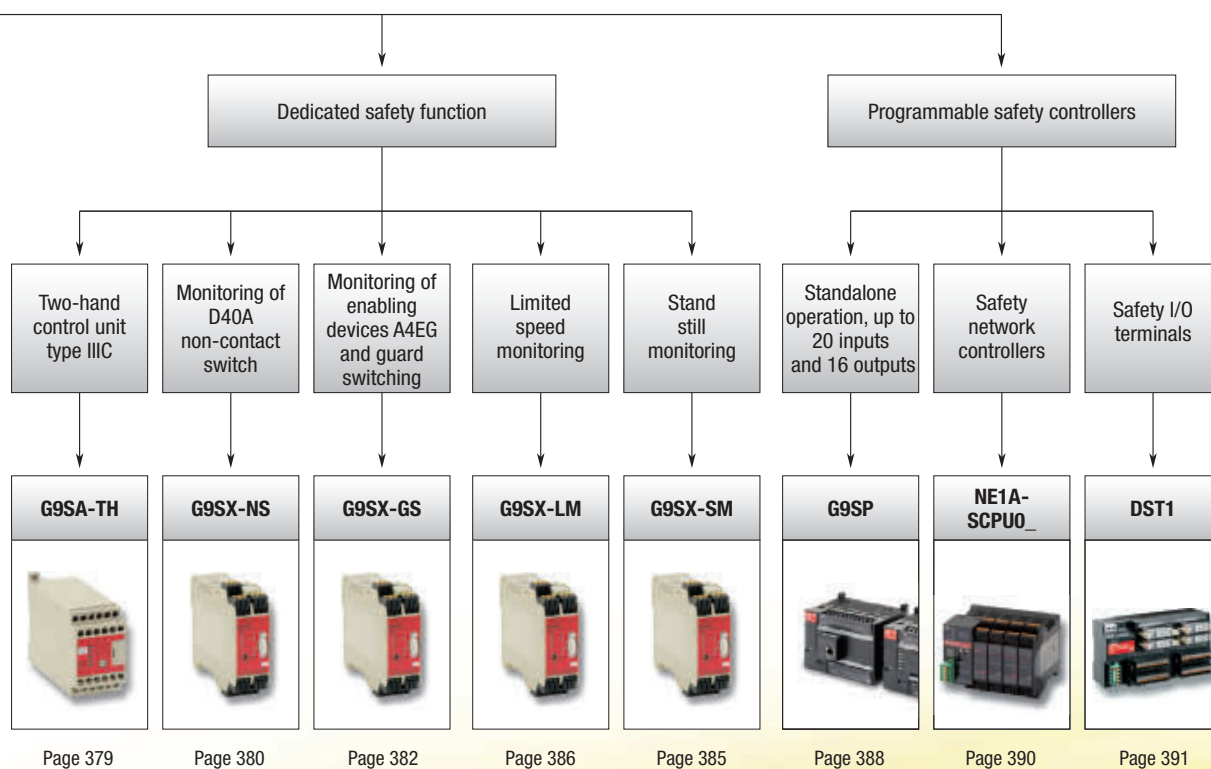 Dedicated safety function
Programmable safety controllers
Two-hand
control unit
type IIIC
Monitoring of
D40A
non-contact
switch
Monitoring of
enabling
devices A4EG
and guard
switching
Limited
speed
monitoring
Stand
still
monitoring
Standalone
operation, up to
20 inputs
and 16 outputs
Safety
network
controllers
Safety I/O
terminals
G9SA-TH
G9SX-NS
G9SX-GS
G9SX-LM
G9SX-SM
G9SP
NE1A-
SCPU0_
DST1
Page 379
Page 380
Page 382
Page 386
Page 385
Page 388
Page 390
Page 391